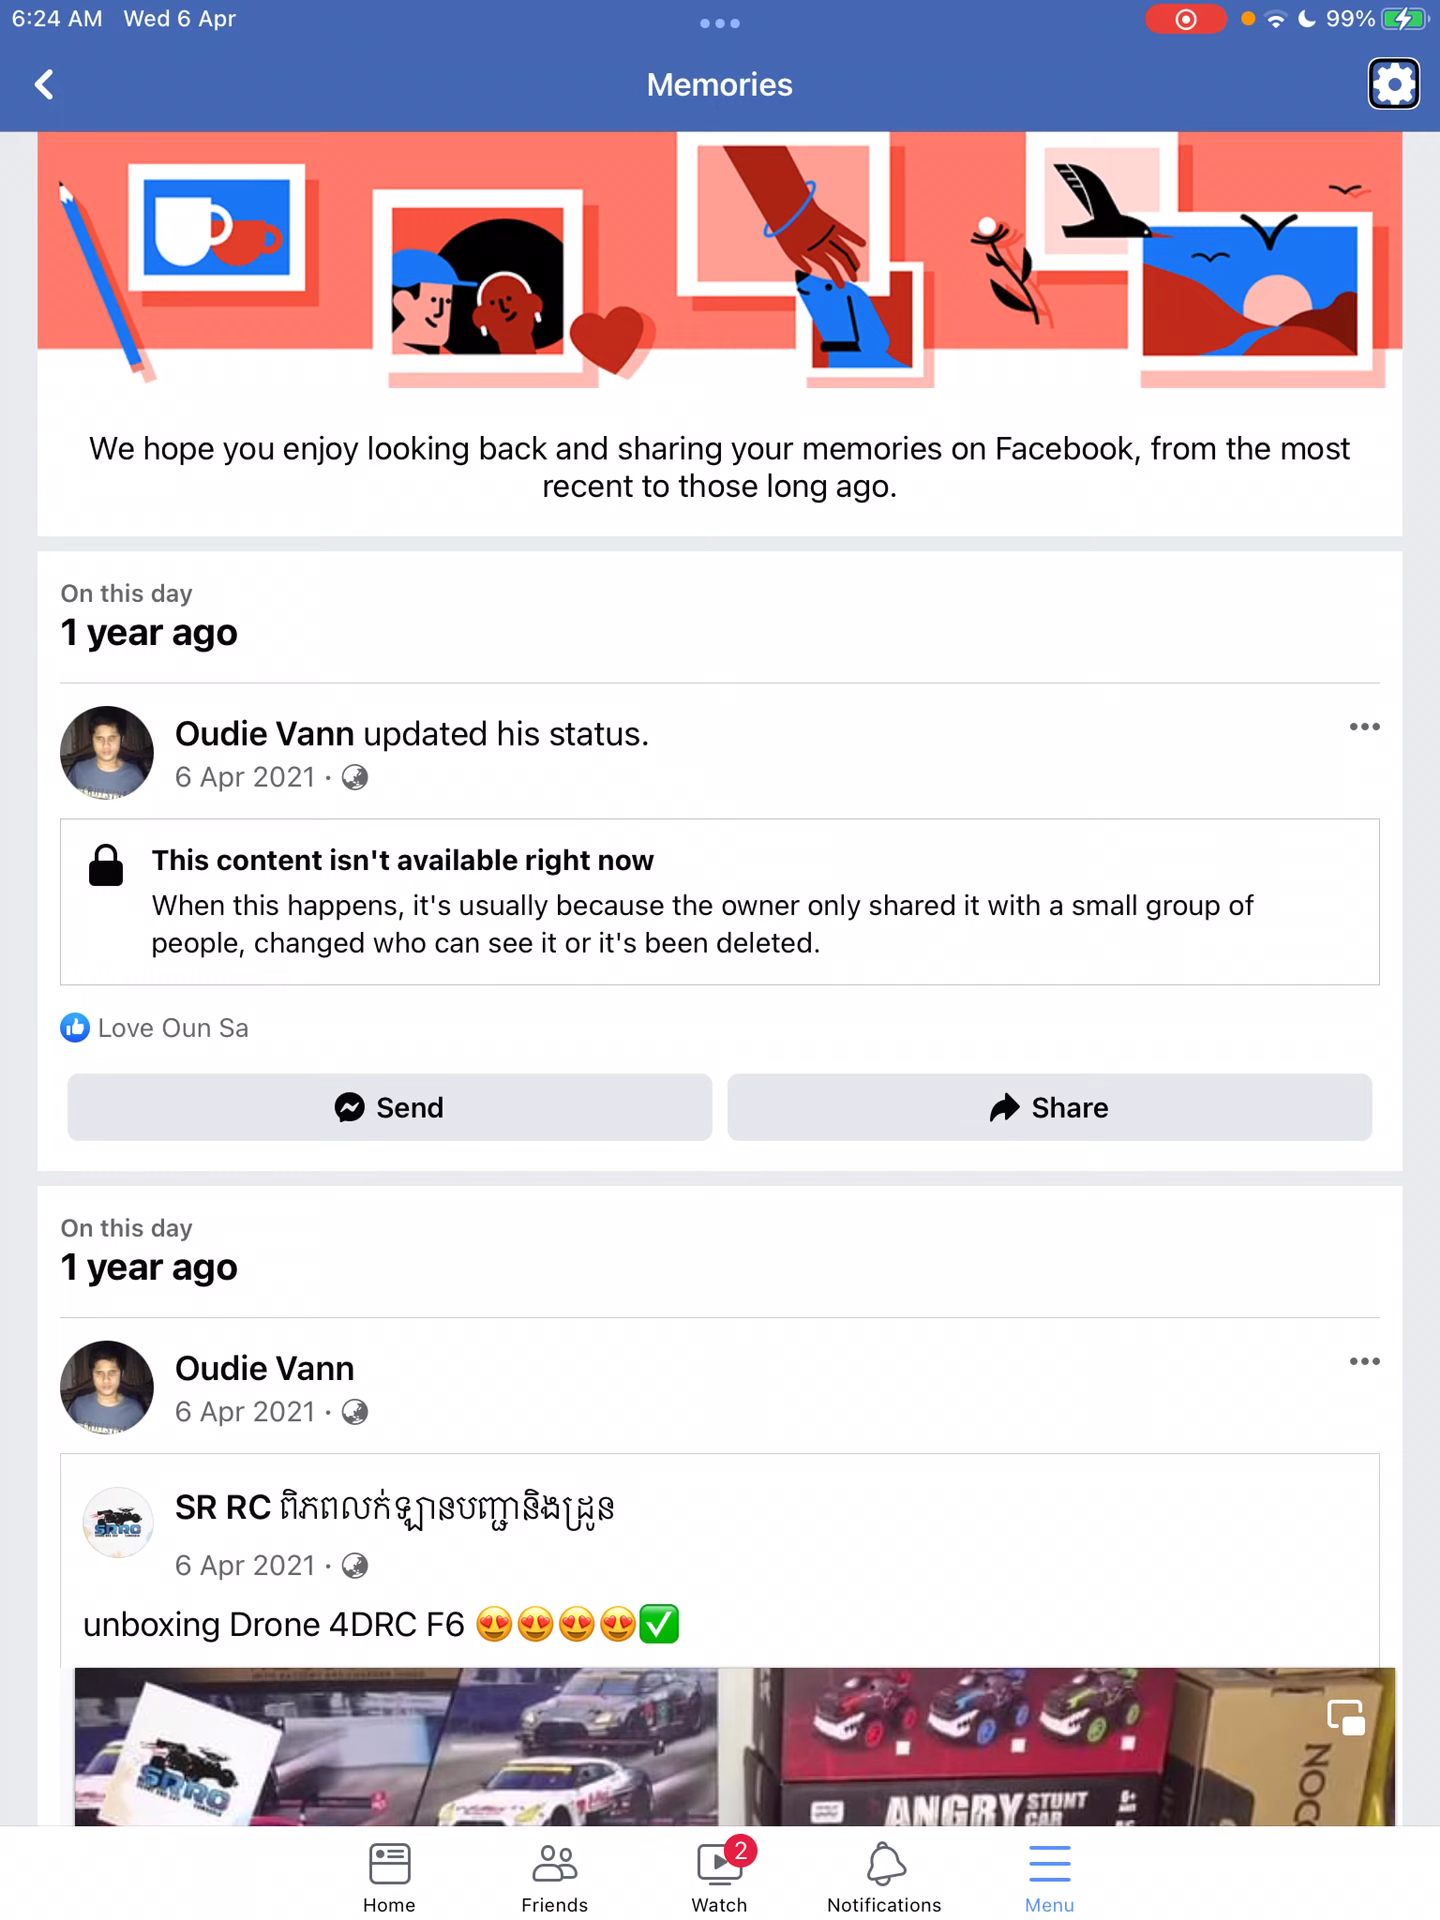 6:24 AM Wed 6 Apr
99%
Memories
We hope you enjoy looking back and sharing your memories on Facebook, from the most
recent to those long ago.
On this day
1 year ago
Oudie Vann updated his status.
6 Apr 2021 ·
This content isn't available right now
When this happens, it's usually because the owner only shared it with a small group of
people, changed who can see it or it's been deleted.
Love Oun Sa
Send
Share
On this day
1 year ago
Oudie Vann
6 Apr 2021 ·
SR RC ពិភពលក់ឡានបញ្ជានិងដ្រូន
6 Apr 2021 ·
unboxing Drone 4DRC F6 😍😍😍😍✅
SRRC
ANGRY STUNT
CAR
2
Home
Friends
Watch
Notifications
Menu